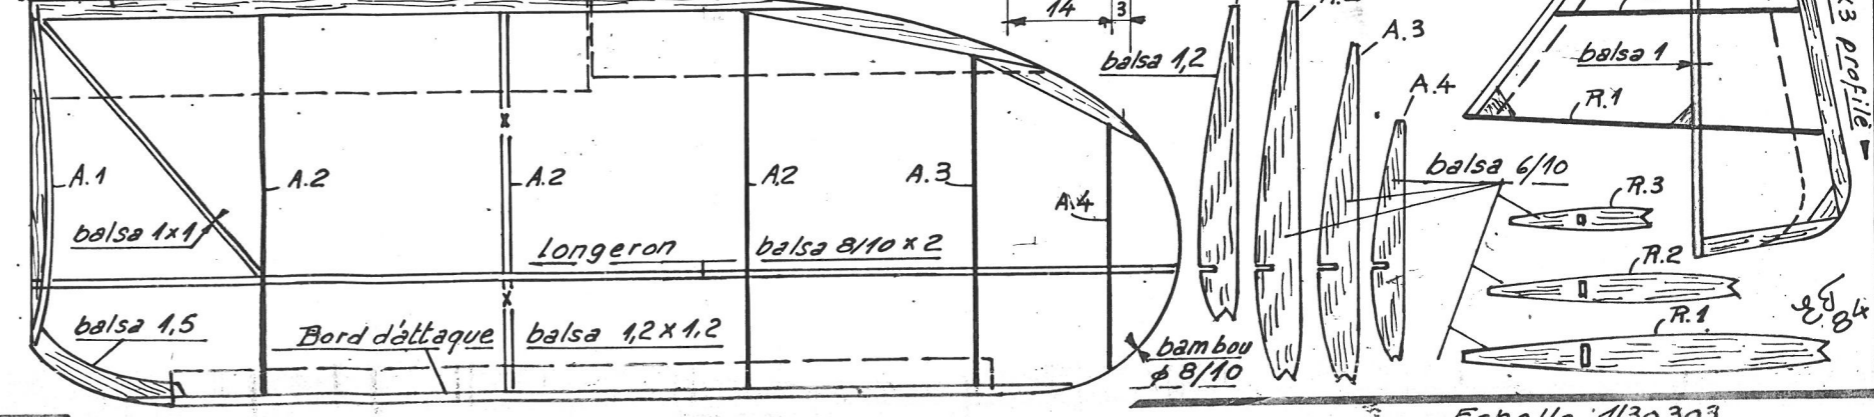 14
3
balsa 1,2
A.3
A.4
balsa 1
R.1
x3 profilé
A.1
A.2
A.2
A.2
A.3
A.4
balsa 1x1
longeron
balsa 8/10 x 2
balsa 6/10
R.3
R.2
R.1
x
x
balsa 1,5
Bord d'attaque
balsa 1,2 x 1,2
bambou
ϕ 8/10
84